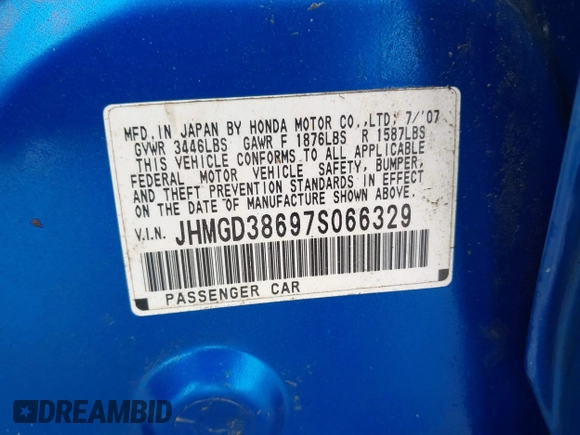 MFD. IN JAPAN BY HONDA MOTOR CO.,LTD. 7/'07
GVWR 3446LBS GAWR F 1876LBS R 1587LBS
THIS VEHICLE CONFORMS TO ALL APPLICABLE
FEDERAL MOTOR VEHICLE SAFETY, BUMPER,
AND THEFT PREVENTION STANDARDS IN EFFECT
ON THE DATE OF MANUFACTURE SHOWN ABOVE.
V.I.N. JHMGD38697S066329
PASSENGER CAR
DREAMBID